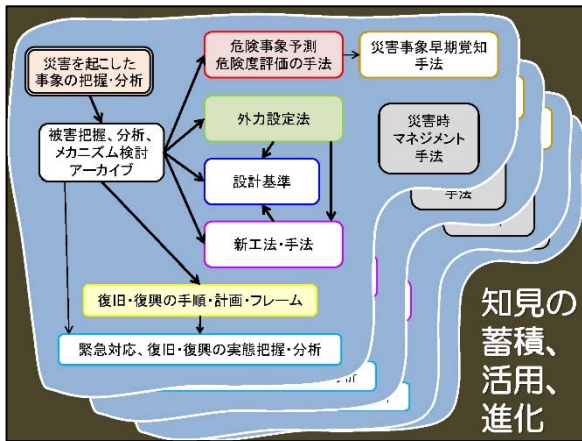 災害を起こした
事象の把握・分析
危険事象予測
危険度評価の手法
災害事象早期覚知
手法
被害把握、分析、
メカニズム検討
アーカイブ
外力設定法
災害時
マネジメント
手法
設計基準
手法
新工法・手法
復旧・復興の手順・計画・フレーム
緊急対応、復旧・復興の実態把握・分析
知見の
蓄積、
活用、
進化